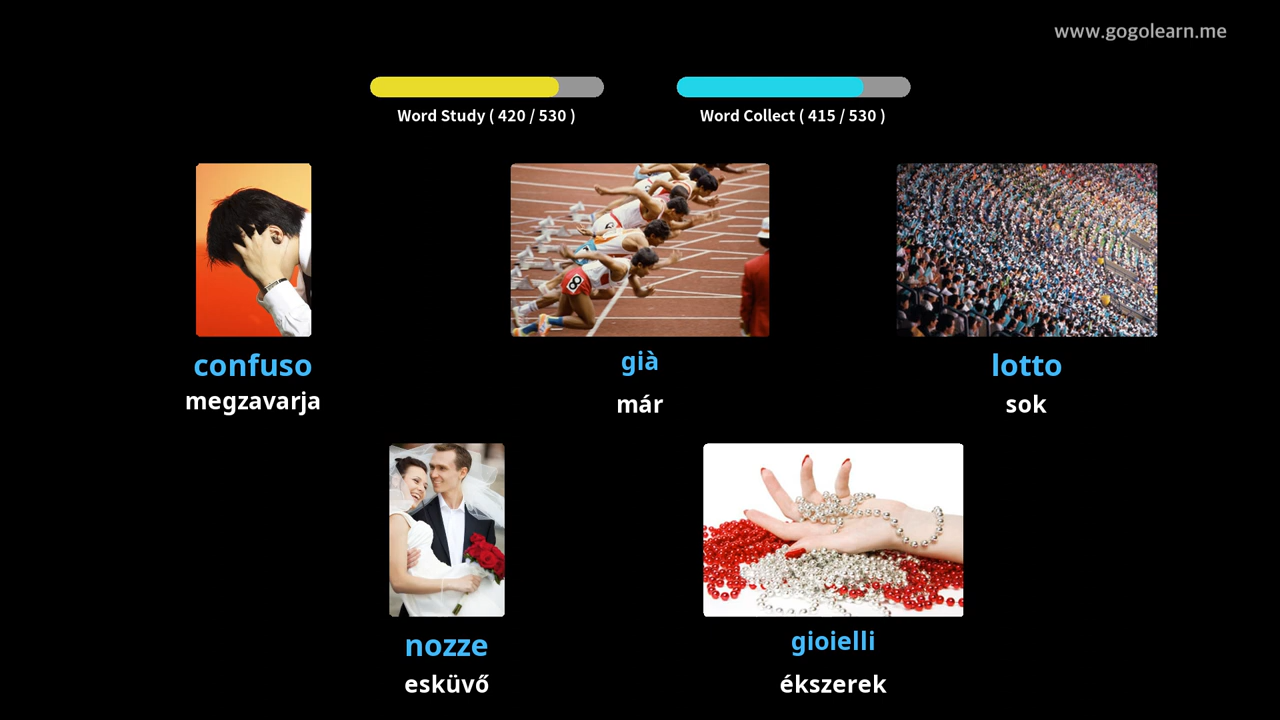 www.gogolearn.me
Word Study ( 420 / 530 )
Word Collect ( 415 / 530 )
confuso
megzavarja
già
már
lotto
sok
8
nozze
esküvő
gioielli
ékszerek